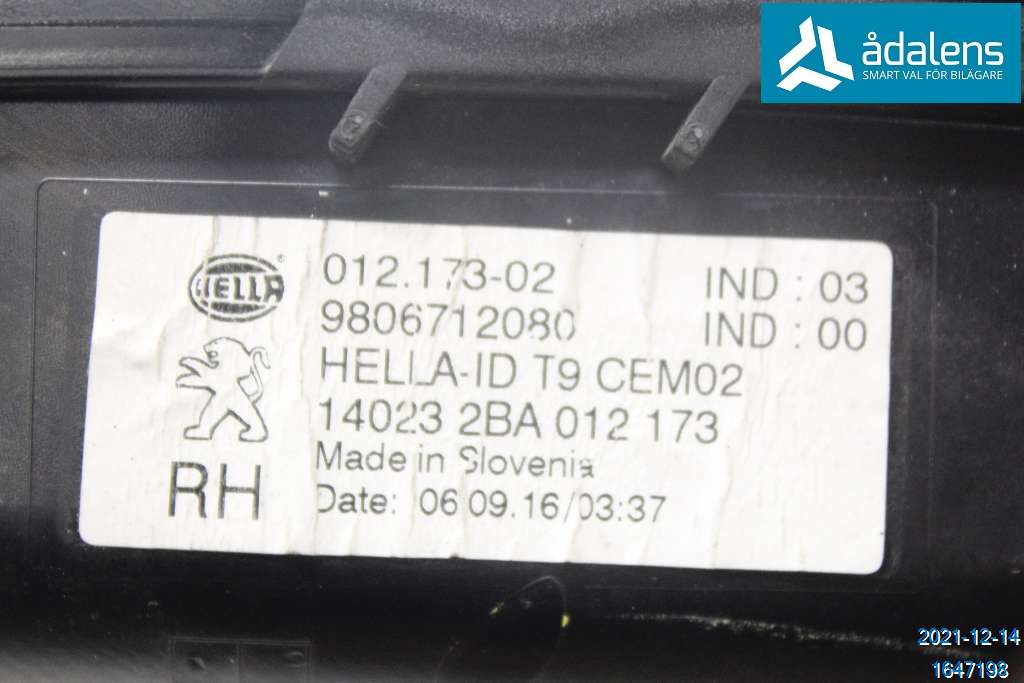 ådalens
SMART VAL FÖR BILÄGARE
HELLA
012.173-02 IND : 03
9806712080 IND : 00
HELLA-ID T9 CEM02
14023 2BA 012 173
Made in Slovenia
RH
Date: 06.09.16/03:37
2021-12-14
1647198